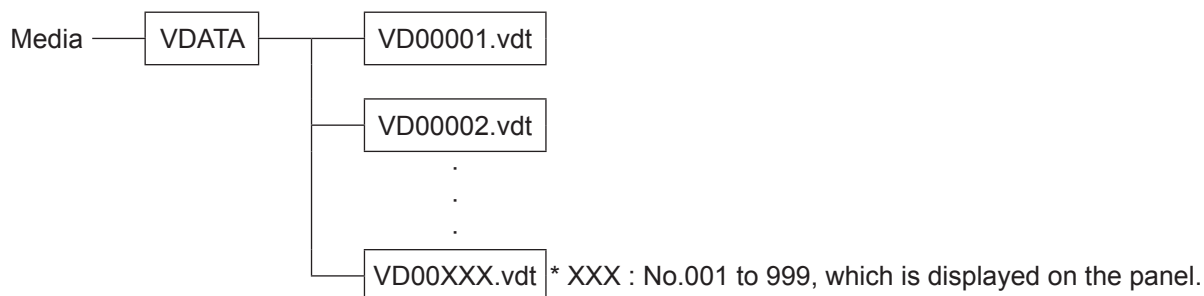 Media VDATA VD00001.vdt
VD00002.vdt
.
.
.
VD00XXX.vdt * XXX : No.001 to 999, which is displayed on the panel.